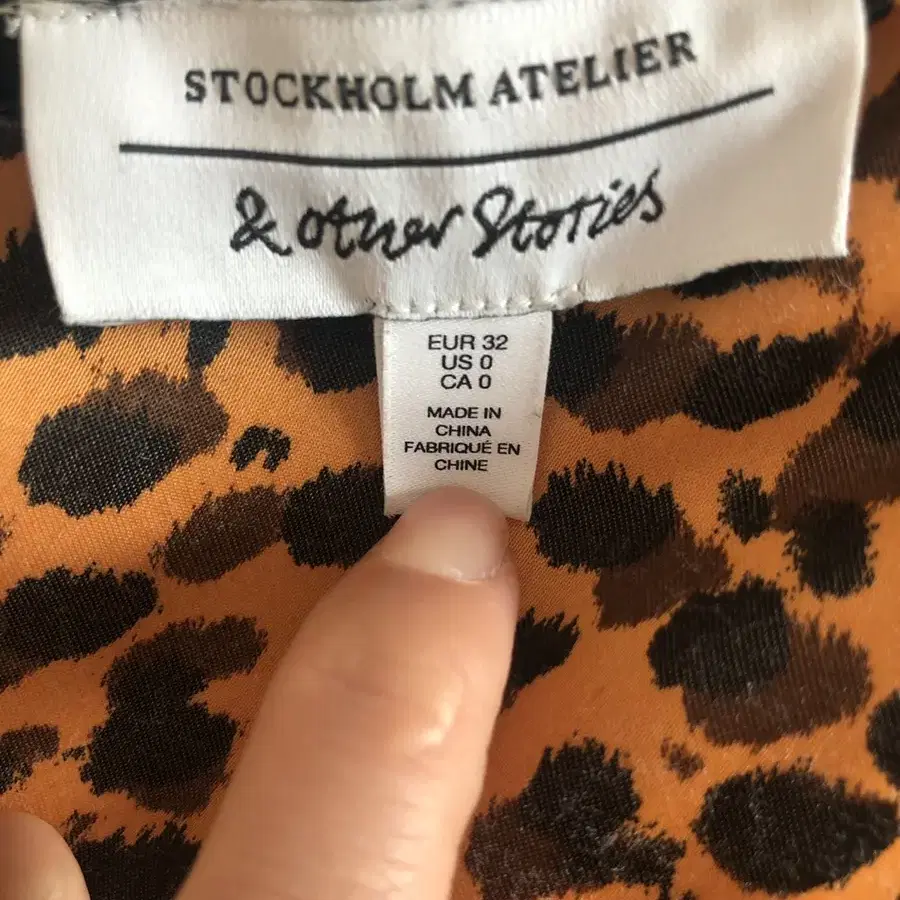 STOCKHOLM ATELIER
& other Stories
EUR 32
US 0
CA 0
MADE IN
CHINA
FABRIQUÉ EN
CHINE